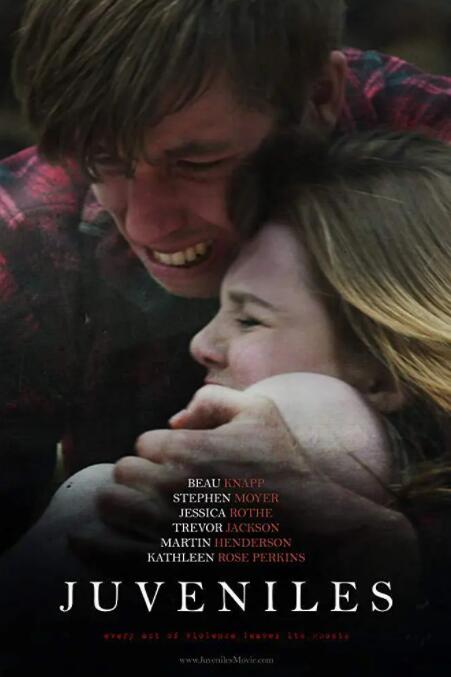 BEAU KNAPP
STEPHEN MOYER
JESSICA ROTHE
TREVOR JACKSON
MARTIN HENDERSON
KATHLEEN ROSE PERKINS
JUVENILES
every act of violence leaves its ghosts
www.JuvenilesMovie.com